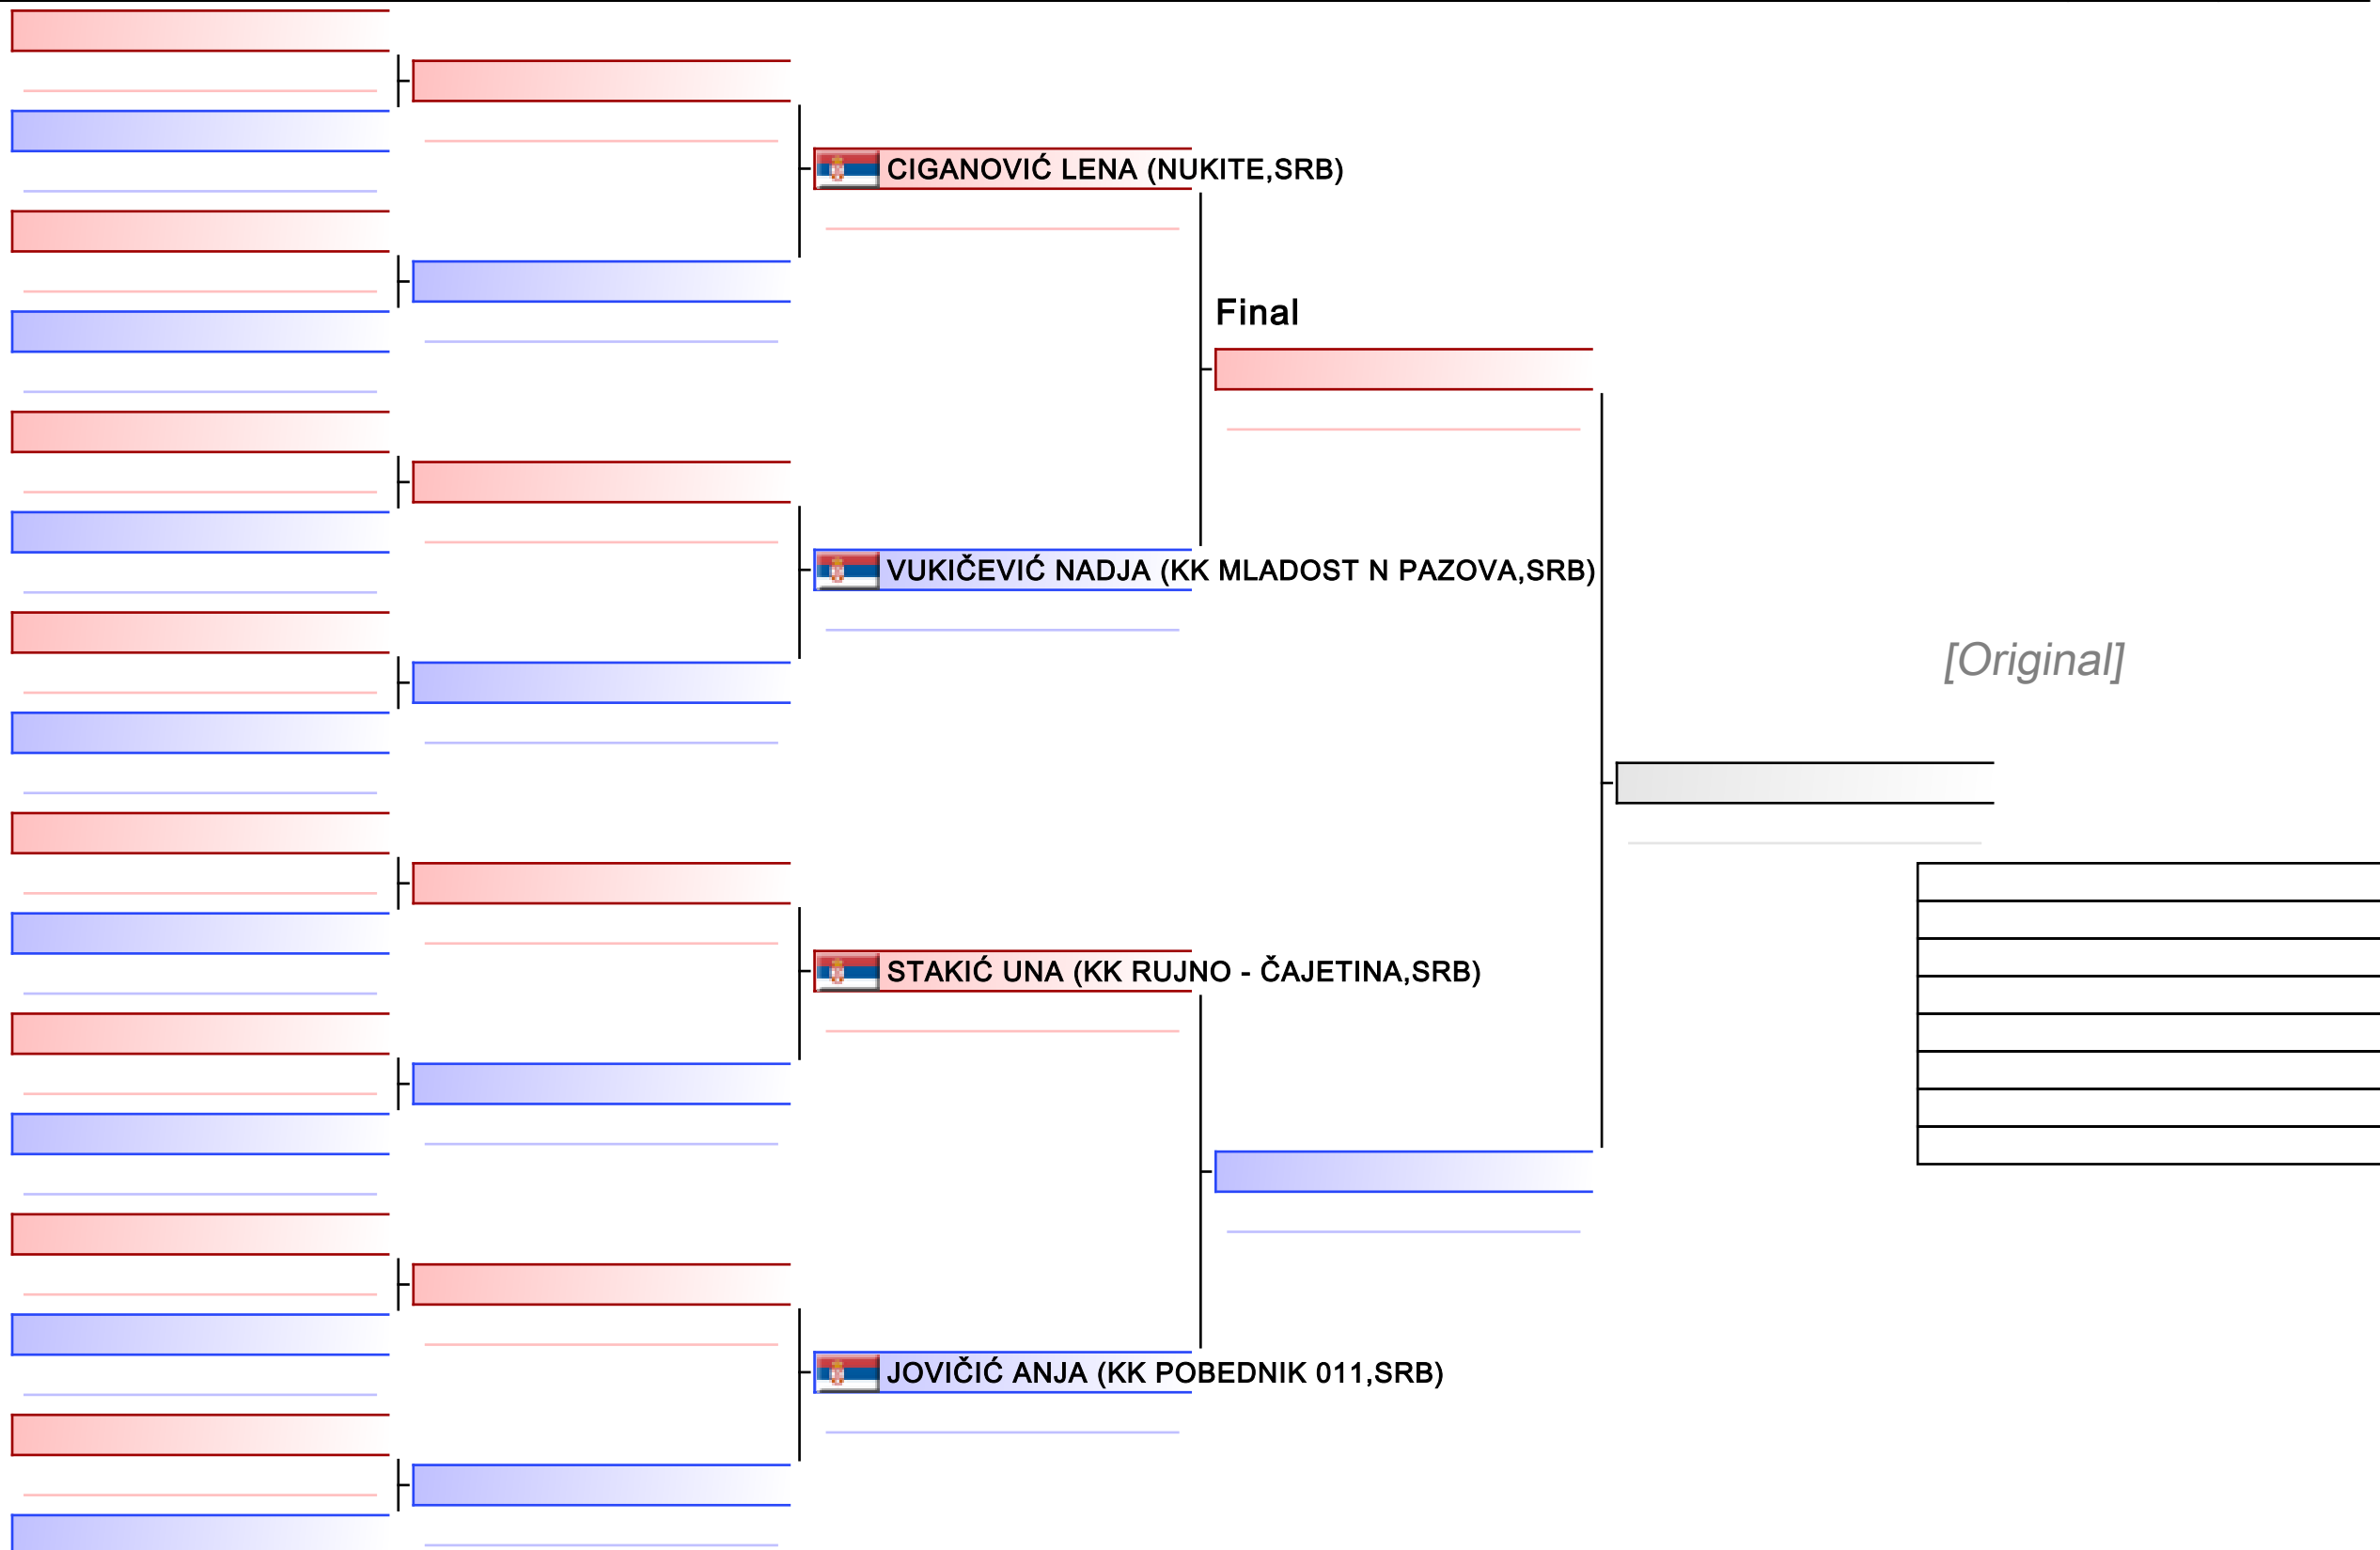 CIGANOVIĆ LENA (NUKITE,SRB)
Final
VUKIČEVIĆ NADJA (KK MLADOST N PAZOVA,SRB)
[Original]
STAKIĆ UNA (KK RUJNO - ČAJETINA,SRB)
JOVIČIĆ ANJA (KK POBEDNIK 011,SRB)